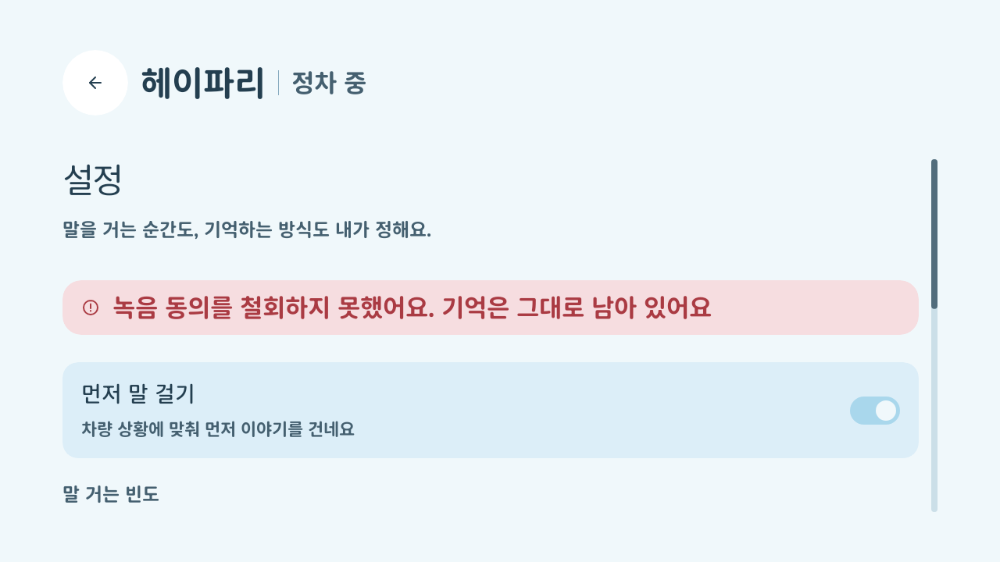 헤이파리
정차 중
설정
말을 거는 순간도, 기억하는 방식도 내가 정해요.
녹음 동의를 철회하지 못했어요. 기억은 그대로 남아 있어요
먼저 말 걸기
차량 상황에 맞춰 먼저 이야기를 건네요
말 거는 빈도